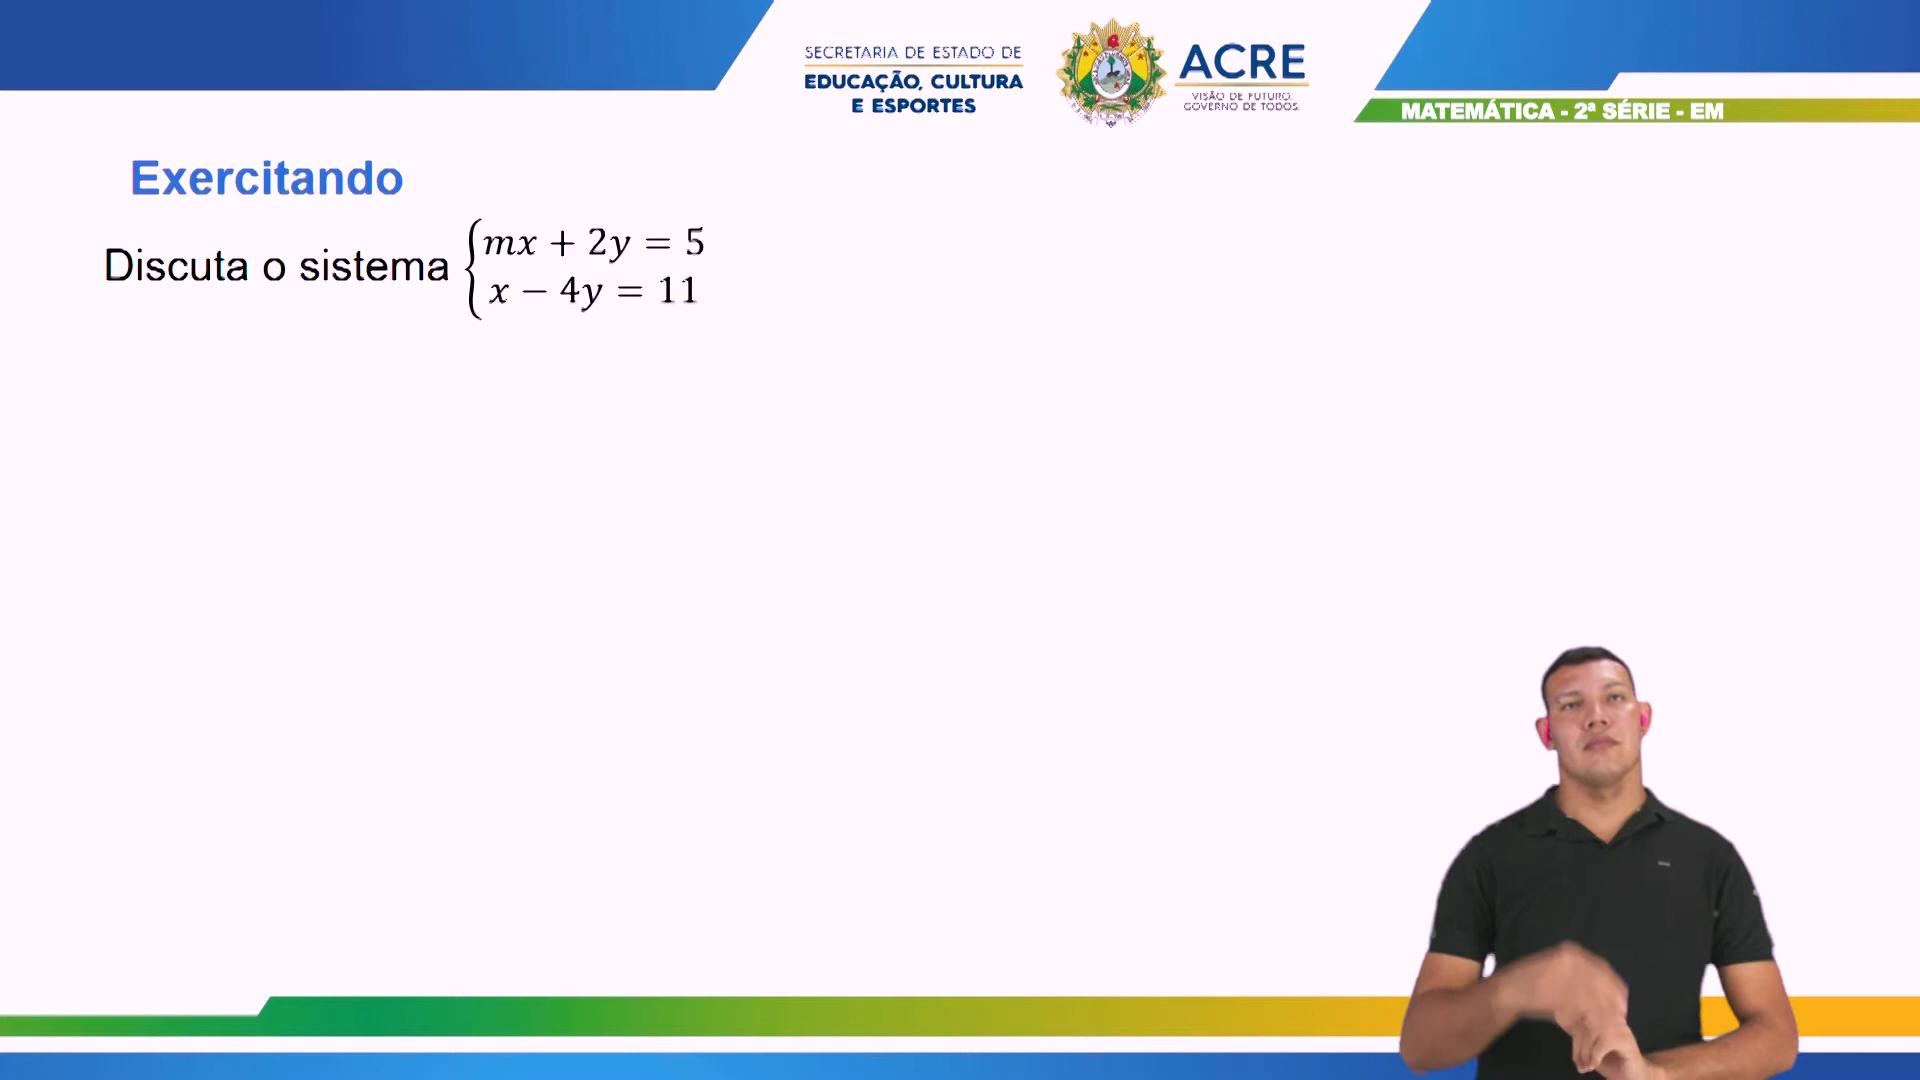 SECRETARIA DE ESTADO DE
EDUCAÇÃO, CULTURA
E ESPORTES
ACRE
VISÃO DE FUTURO.
GOVERNO DE TODOS.
MATEMÁTICA - 2ª SÉRIE - EM
Exercitando
Discuta o sistema { mx + 2y = 5
x − 4y = 11